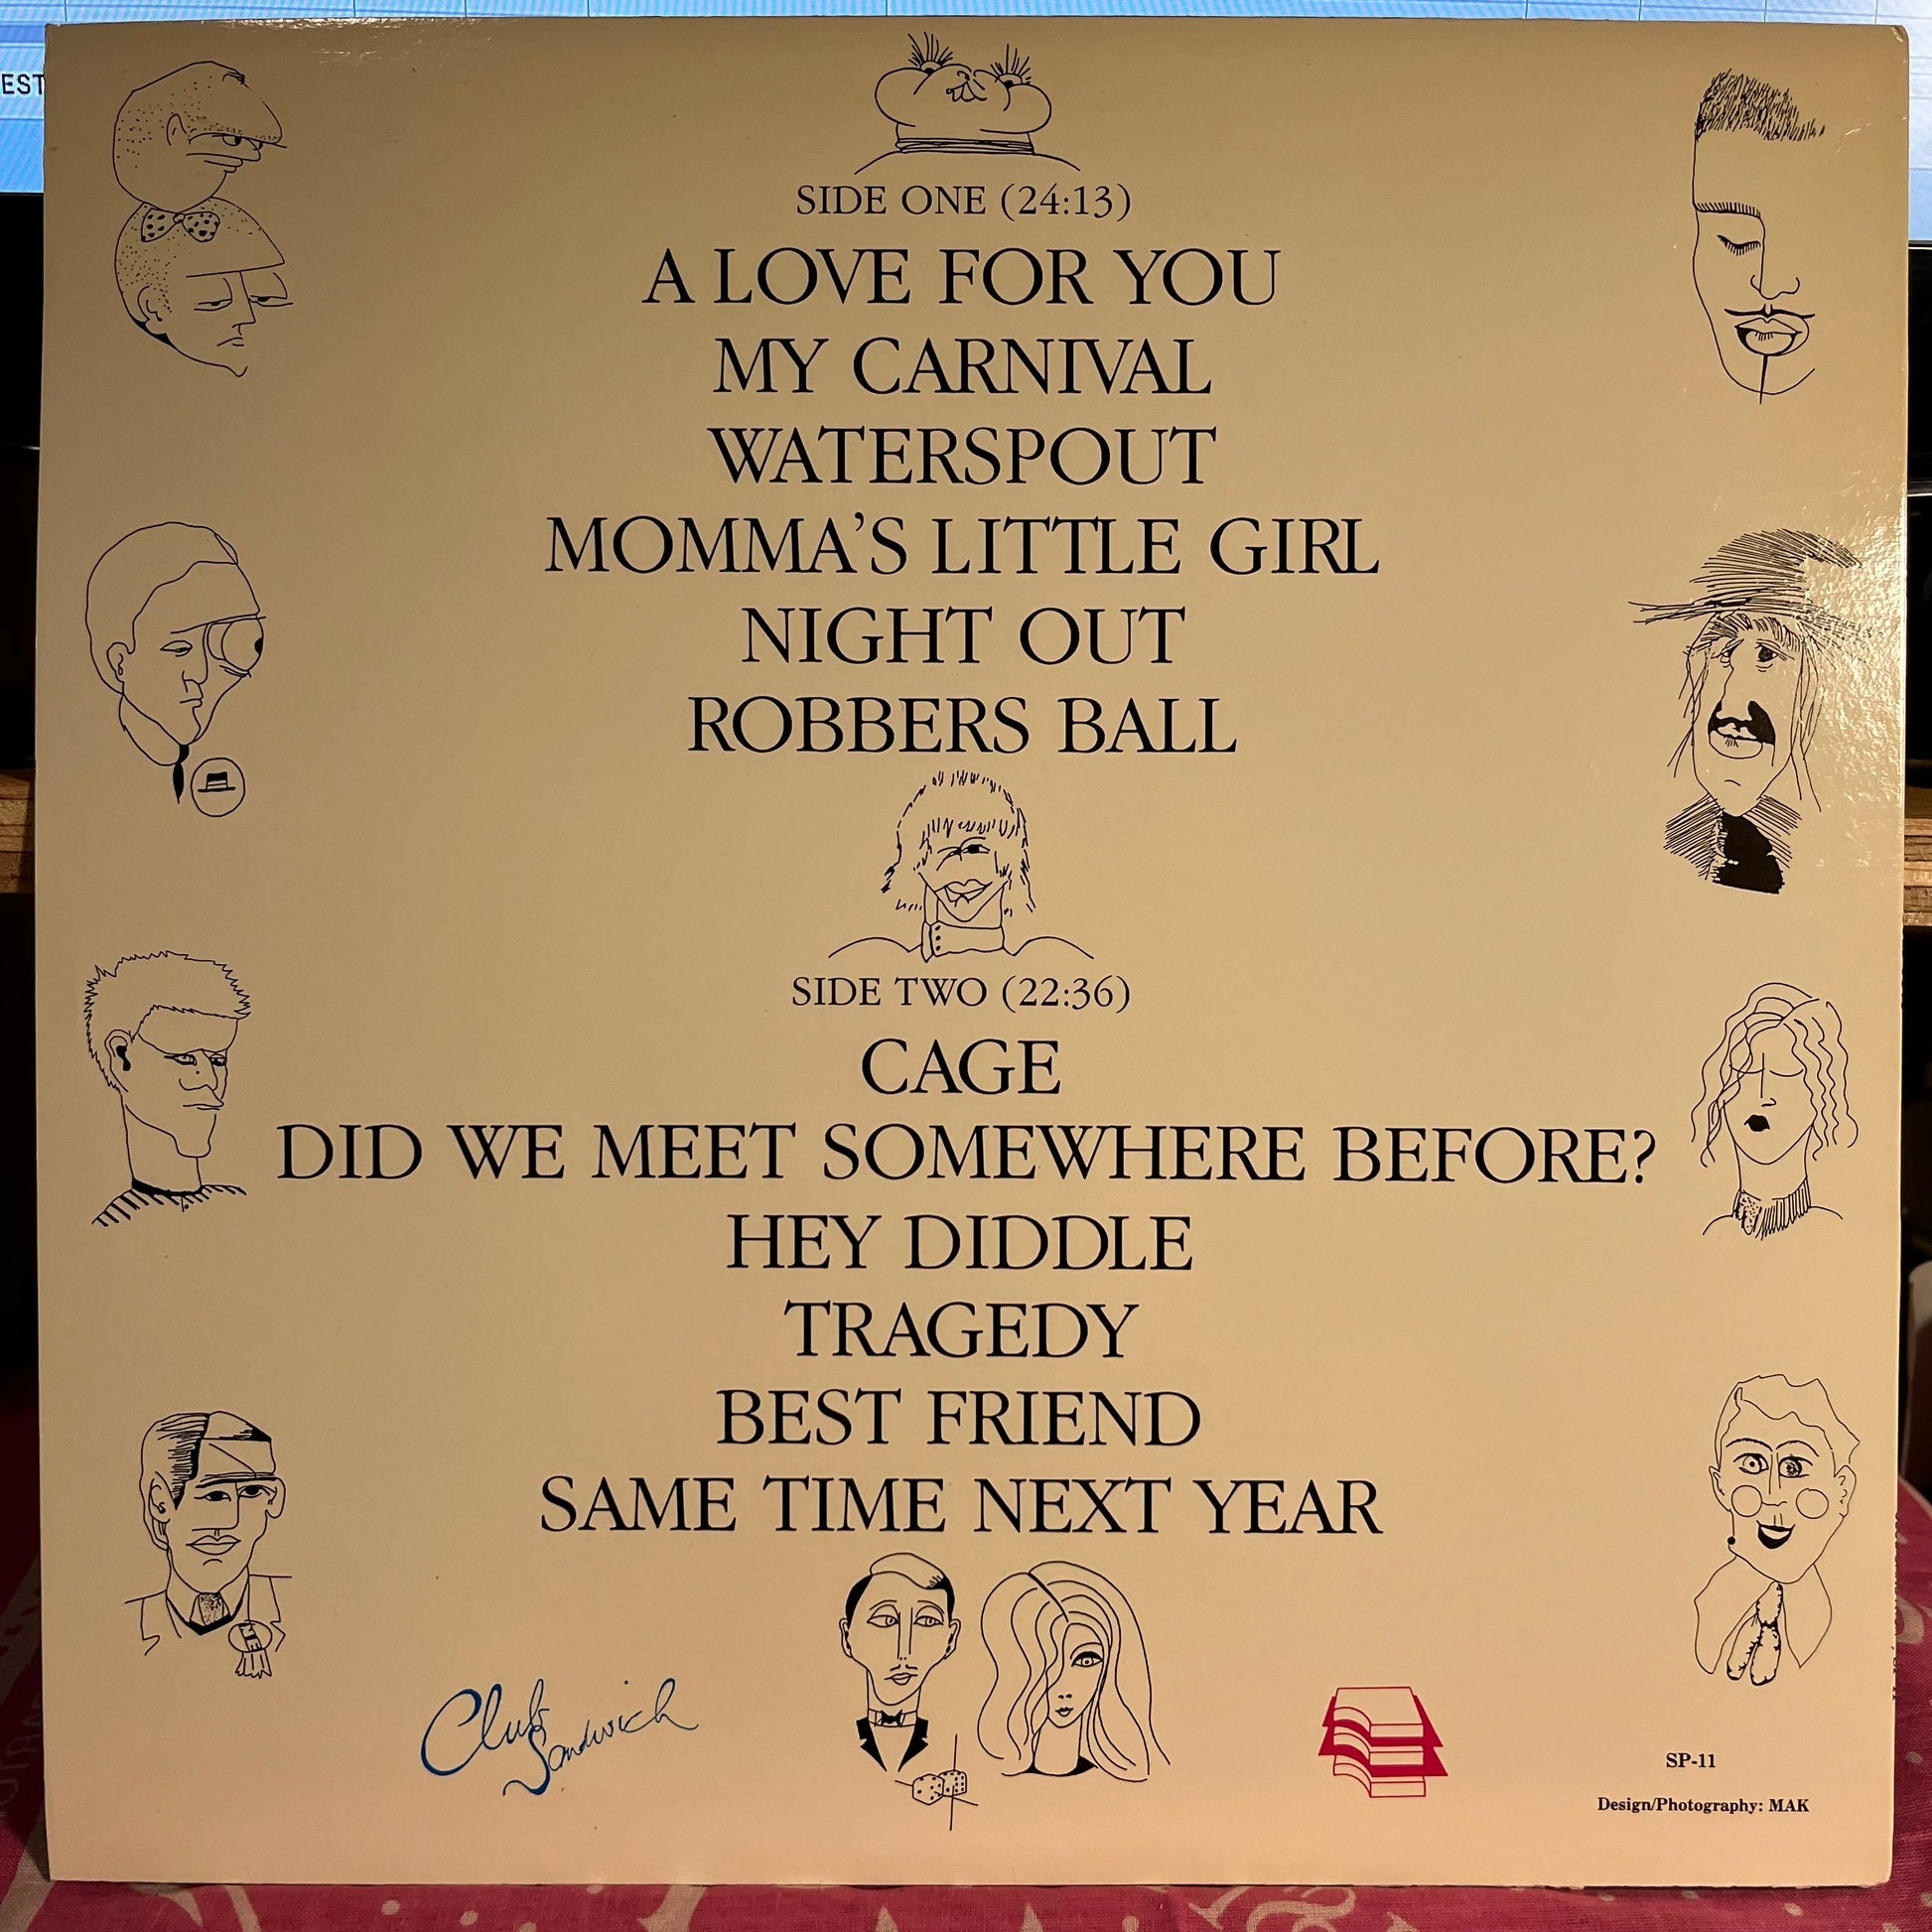 EST
SIDE ONE (24:13)
A LOVE FOR YOU
MY CARNIVAL
WATERSPOUT
MOMMA'S LITTLE GIRL
NIGHT OUT
ROBBERS BALL
SIDE TWO (22:36)
CAGE
DID WE MEET SOMEWHERE BEFORE?
HEY DIDDLE
TRAGEDY
BEST FRIEND
SAME TIME NEXT YEAR
Club
Sandwich
SP-11
Design/Photography: MAK